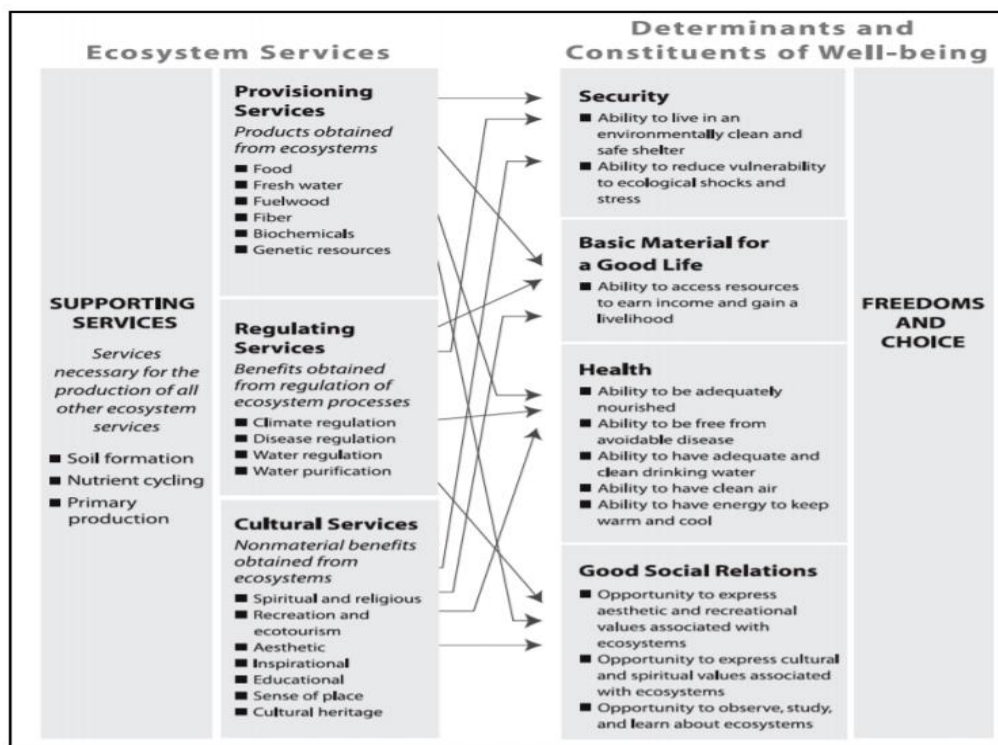 Ecosystem Services
Determinants and
Constituents of Well-being
SUPPORTING
SERVICES
Services
necessary for the
production of all
other ecosystem
services
■ Soil formation
■ Nutrient cycling
■ Primary
production
Provisioning
Services
Products obtained
from ecosystems
■ Food
■ Fresh water
■ Fuelwood
■ Fiber
■ Biochemicals
■ Genetic resources
Regulating
Services
Benefits obtained
from regulation of
ecosystem processes
■ Climate regulation
■ Disease regulation
■ Water regulation
■ Water purification
Cultural Services
Nonmaterial benefits
obtained from
ecosystems
■ Spiritual and religious
■ Recreation and
ecotourism
■ Aesthetic
■ Inspirational
■ Educational
■ Sense of place
■ Cultural heritage
Security
■ Ability to live in an
environmentally clean and
safe shelter
■ Ability to reduce vulnerability
to ecological shocks and
stress
Basic Material for
a Good Life
■ Ability to access resources
to earn income and gain a
livelihood
Health
■ Ability to be adequately
nourished
■ Ability to be free from
avoidable disease
■ Ability to have adequate and
clean drinking water
■ Ability to have clean air
■ Ability to have energy to keep
warm and cool
Good Social Relations
■ Opportunity to express
aesthetic and recreational
values associated with
ecosystems
■ Opportunity to express cultural
and spiritual values associated
with ecosystems
■ Opportunity to observe, study,
and learn about ecosystems
FREEDOMS
AND
CHOICE